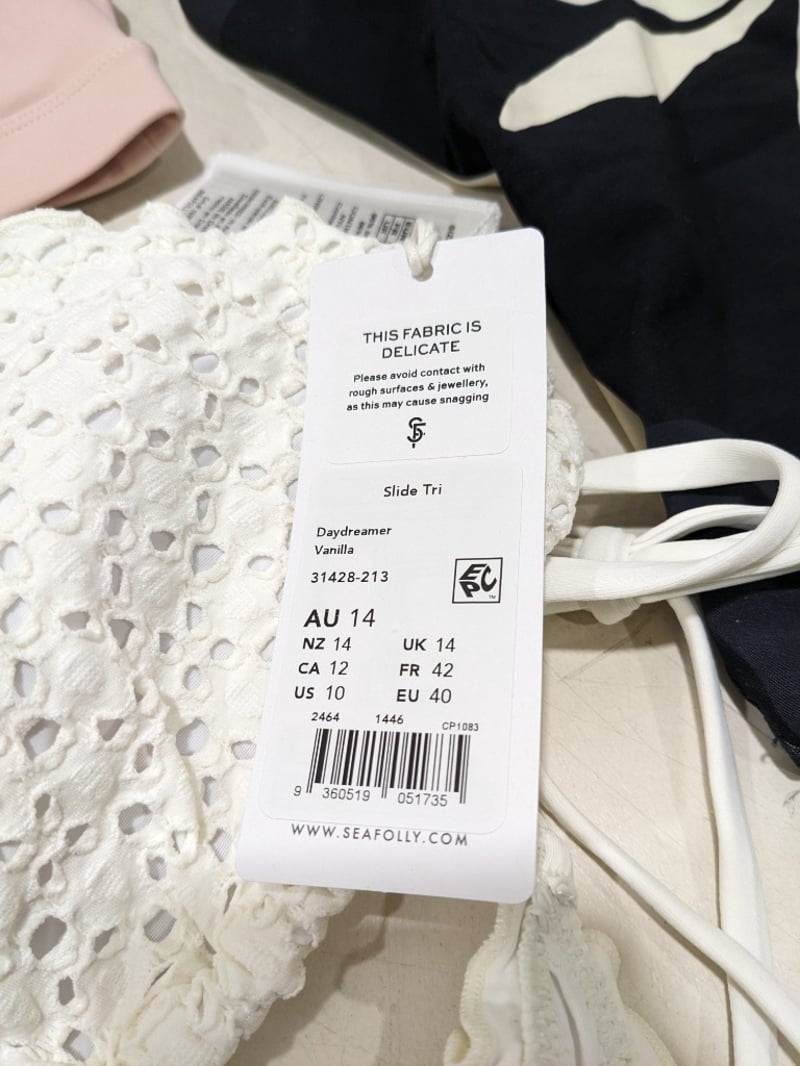 THIS FABRIC IS
DELICATE
Please avoid contact with
rough surfaces & jewellery,
as this may cause snagging
Slide Tri
Daydreamer
Vanilla
31428-213
EPC
TM
AU 14
NZ 14 UK 14
CA 12 FR 42
US 10 EU 40
2464 1446 CP1083
9 360519 051735
WWW.SEAFOLLY.COM